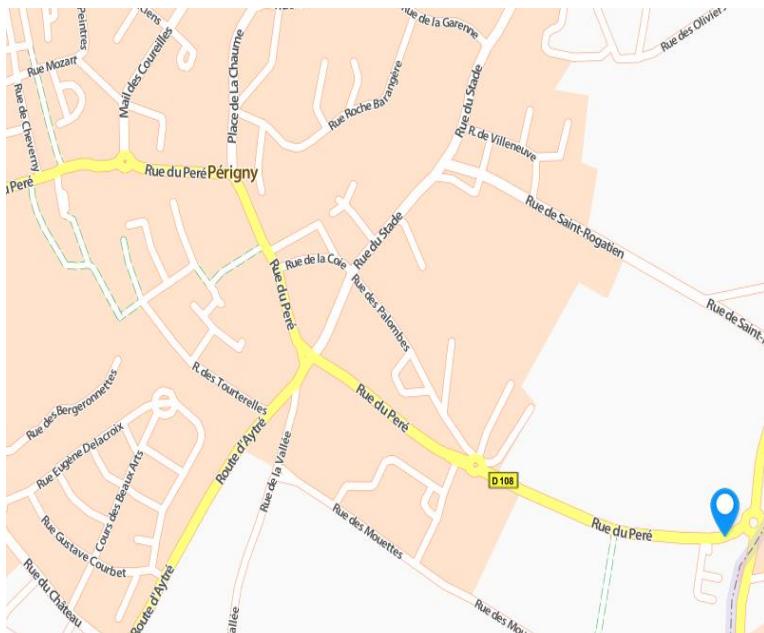 Peintres
Rue Mozart
Rue de Cheverny
Mail des Coureilles
Place de La Chaume
Rue de la Garenne
Rue des Oliviers
Rue Roche Barangère
Rue du Stade
R. de Villeneuve
Rue du Peré
Périgny
Peré
Rue de Saint-Rogatien
Rue du Stade
Rue de la Coie
Rue du Peré
Rue des Palombes
Rue de Saint-
R. des Tourterelles
Rue des Bergeronnettes
Rue du Peré
Rue Eugène Delacroix
Cours des Beaux Arts
Route d'Aytré
Rue de la Vallée
D 108
Rue des Mouettes
Rue du Peré
Rue Gustave Courbet
Rue du Château
Route d'Aytré
Vallée
Rue des Mou